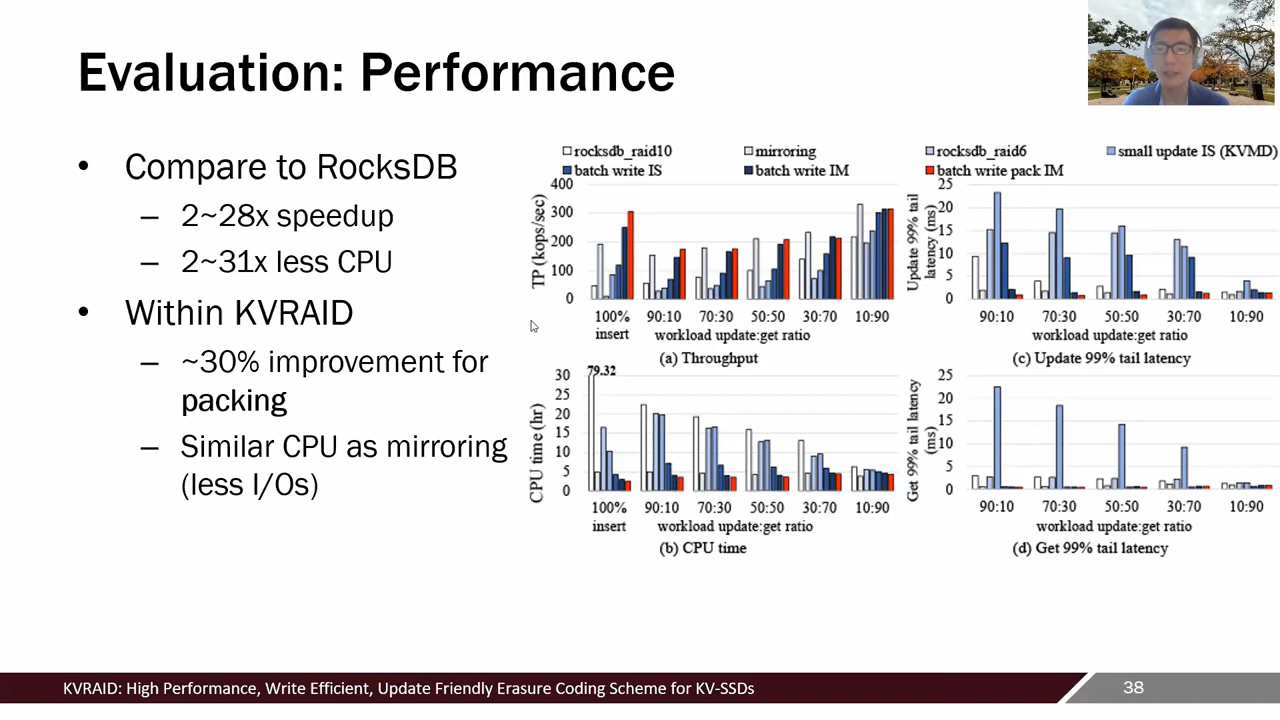 Evaluation: Performance
• Compare to RocksDB
– 2~28x speedup
– 2~31x less CPU
• Within KVRAID
– ~30% improvement for
packing
– Similar CPU as mirroring
(less I/Os)
rocksdb_raid10 mirroring rocksdb_raid6 small update IS (KVMD)
batch write IS batch write IM batch write pack IM
TP (kops/sec)
400
300
200
100
0
100% insert 90:10 70:30 50:50 30:70 10:90
workload update:get ratio
(a) Throughput
Update 99% tail
latency (ms)
25
20
15
10
5
0
90:10 70:30 50:50 30:70 10:90
workload update:get ratio
(c) Update 99% tail latency
CPU time (hr)
30
25
20
15
10
5
0
79.32
100% insert 90:10 70:30 50:50 30:70 10:90
workload update:get ratio
(b) CPU time
Get 99% tail latency
(ms)
25
20
15
10
5
0
90:10 70:30 50:50 30:70 10:90
workload update:get ratio
(d) Get 99% tail latency
KVRAID: High Performance, Write Efficient, Update Friendly Erasure Coding Scheme for KV-SSDs
38